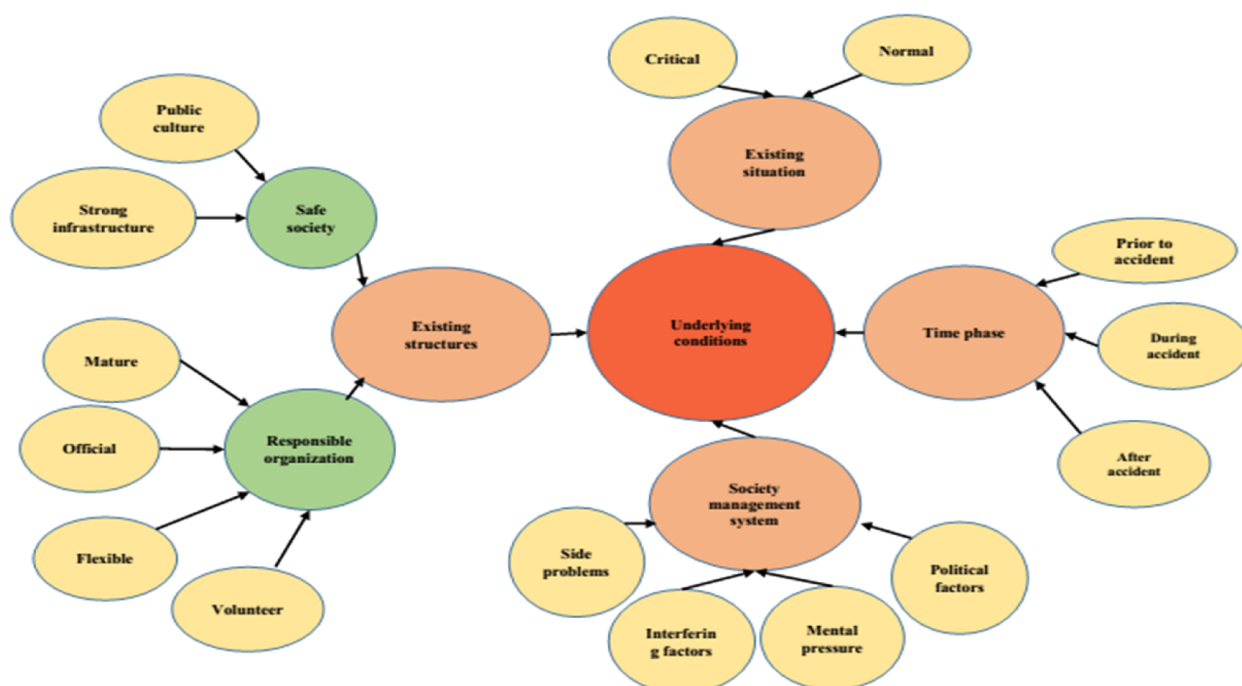 Critical
Normal
Public
culture
Existing
situation
Strong
infrastructure
Safe
society
Prior to
accident
Existing
structures
Underlying
conditions
Time phase
During
accident
Mature
Official
Responsible
organization
After
accident
Society
management
system
Flexible
Side
problems
Political
factors
Volunteer
Interferin
g factors
Mental
pressure